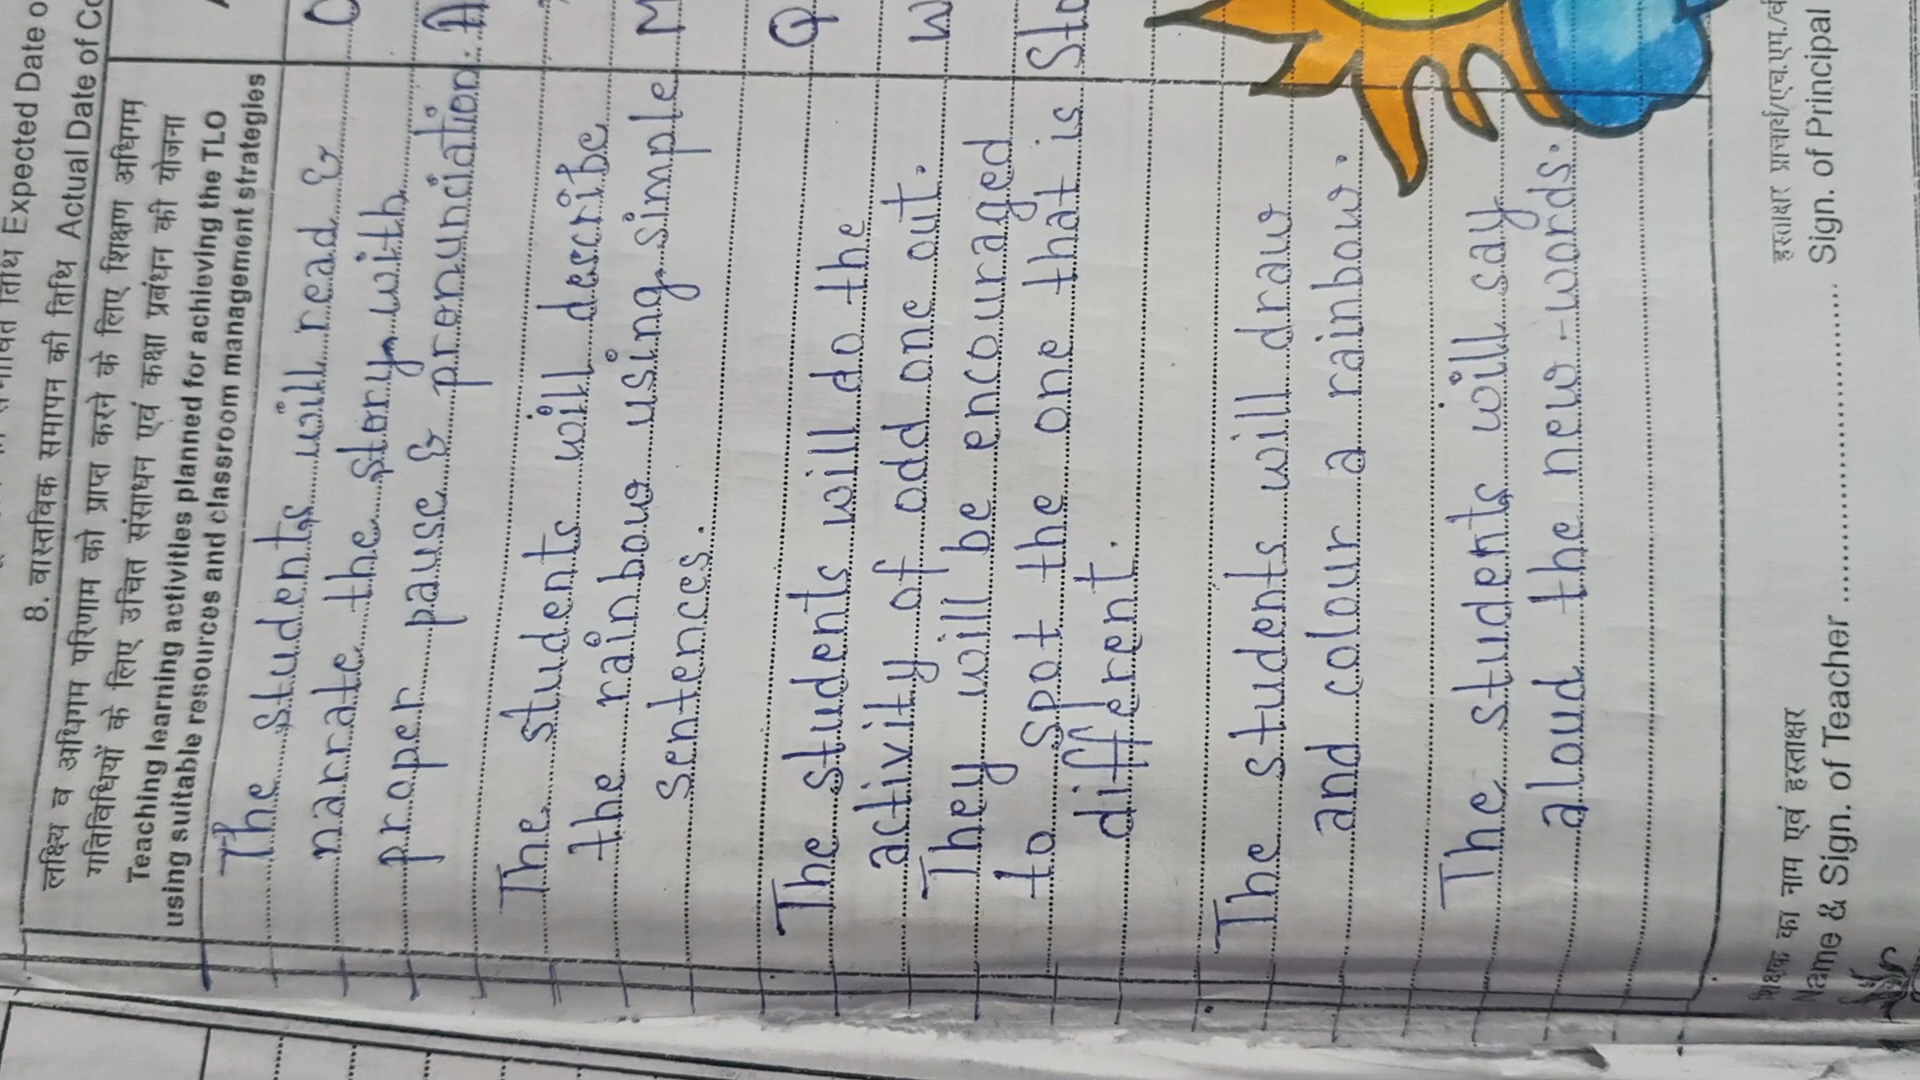 तिथि Expected Date o
8. वास्तविक समापन की तिथि Actual Date of Co
लक्ष्यि व अधिगम परिणाम को प्राप्त करने के लिए शिक्षण अधिगम
गतिविधियों के लिए उचित संसाधन एवं कक्षा प्रबंधन की योजना
Teaching learning activities planned for achieving the TLO
using suitable resources and classroom management strategies
The students will read &
narrate the story with
proper pause & pronunciation.
The students will describe
the rainbow using simple
sentences.
The students will do the
activity of odd one out.
They will be encouraged
to spot the one that is
different.
The students will draw
and colour a rainbow.
The students will say
aloud the new-words.
का नाम एवं हस्ताक्षर
Name & Sign. of Teacher
हस्ताक्षर प्राचार्य/एच.एम./
Sign. of Principal